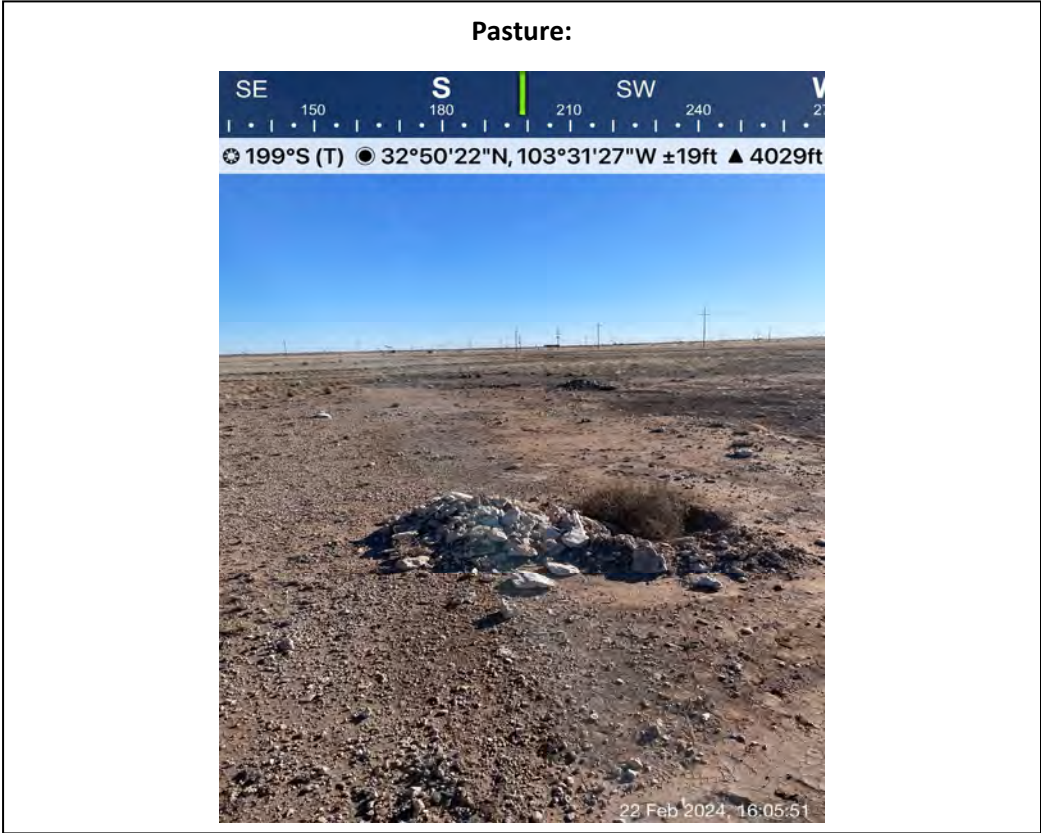 Pasture:
SE S SW W
150 180 210 240 27
199°S (T) 32°50'22"N, 103°31'27"W ±19ft ▲ 4029ft
22 Feb 2024, 16:05:51